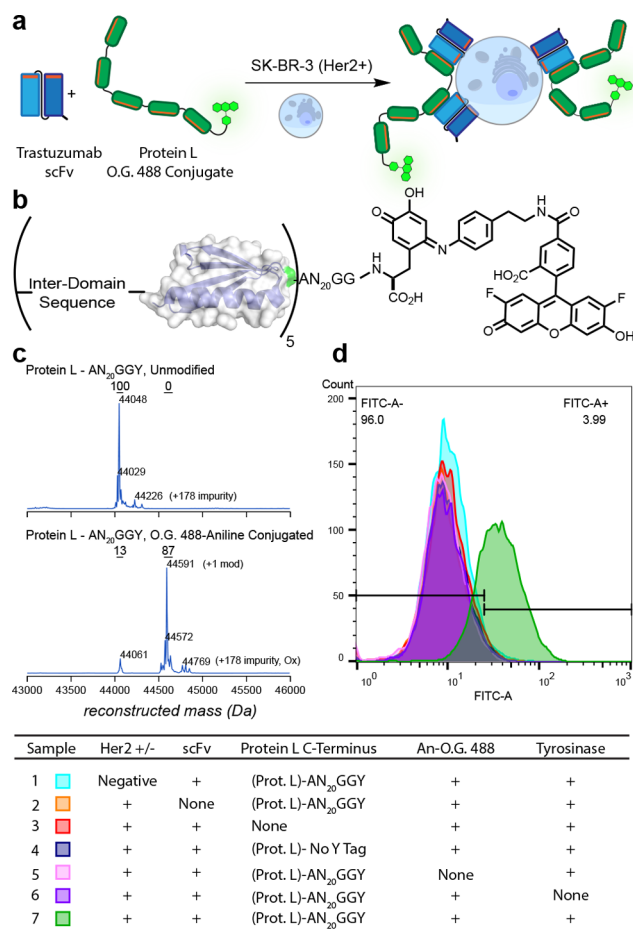 a
SK-BR-3 (Her2+)
+
Trastuzumab
scFv
Protein L
O.G. 488 Conjugate
b
Inter-Domain
Sequence
5
AN20GG
HN
CO2H
O
OH
N
HN
O
HO2C
F
F
O
O
OH
c
Protein L - AN20GGY, Unmodified
100 0
44048
44029
44226 (+178 impurity)
Protein L - AN20GGY, O.G. 488-Aniline Conjugated
13 87
44591 (+1 mod)
44572
44061
44769 (+178 impurity, Ox)
43000 43500 44000 44500 45000 45500 46000
reconstructed mass (Da)
d
Count
FITC-A-
96.0
FITC-A+
3.99
200
150
100
50
0
10^0 10^1 10^2 10^3
FITC-A
Sample Her2 +/- scFv Protein L C-Terminus An-O.G. 488 Tyrosinase
1 Negative + (Prot. L)-AN20GGY + +
2 + None (Prot. L)-AN20GGY + +
3 + + None + +
4 + + (Prot. L)- No Y Tag + +
5 + + (Prot. L)-AN20GGY None +
6 + + (Prot. L)-AN20GGY + None
7 + + (Prot. L)-AN20GGY + +